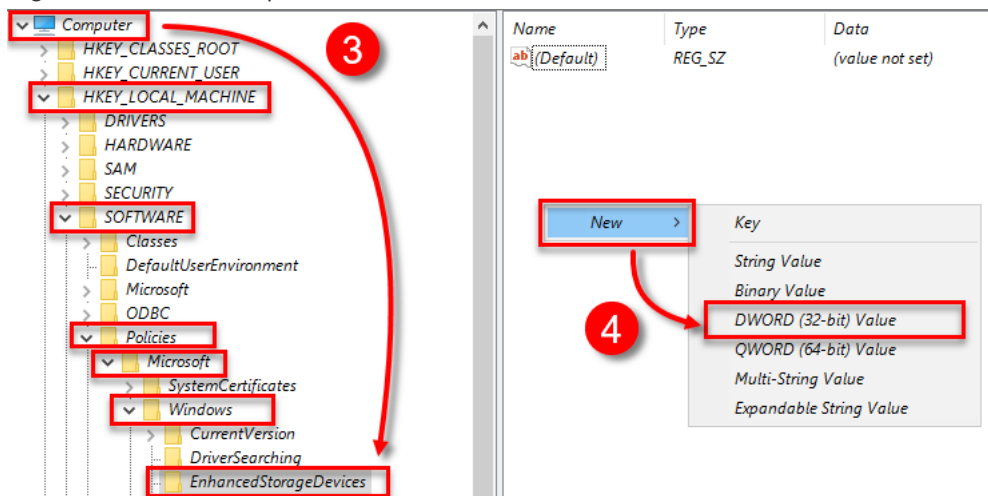 Computer
HKEY_CLASSES_ROOT
HKEY_CURRENT_USER
HKEY_LOCAL_MACHINE
DRIVERS
HARDWARE
SAM
SECURITY
SOFTWARE
Classes
DefaultUserEnvironment
Microsoft
ODBC
Policies
Microsoft
SystemCertificates
Windows
CurrentVersion
DriverSearching
EnhancedStorageDevices
3
Name Type Data
ab (Default) REG_SZ (value not set)
New
4
Key
String Value
Binary Value
DWORD (32-bit) Value
QWORD (64-bit) Value
Multi-String Value
Expandable String Value